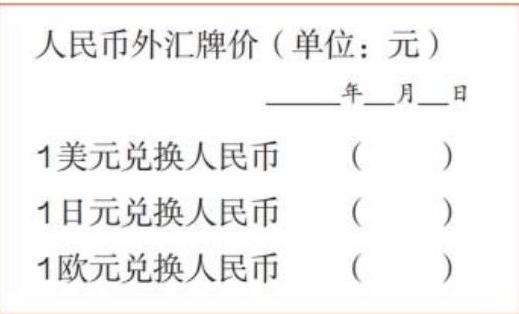 人民币外汇牌价（单位：元）
______年__月__日
1美元兑换人民币 （ ）
1日元兑换人民币 （ ）
1欧元兑换人民币 （ ）